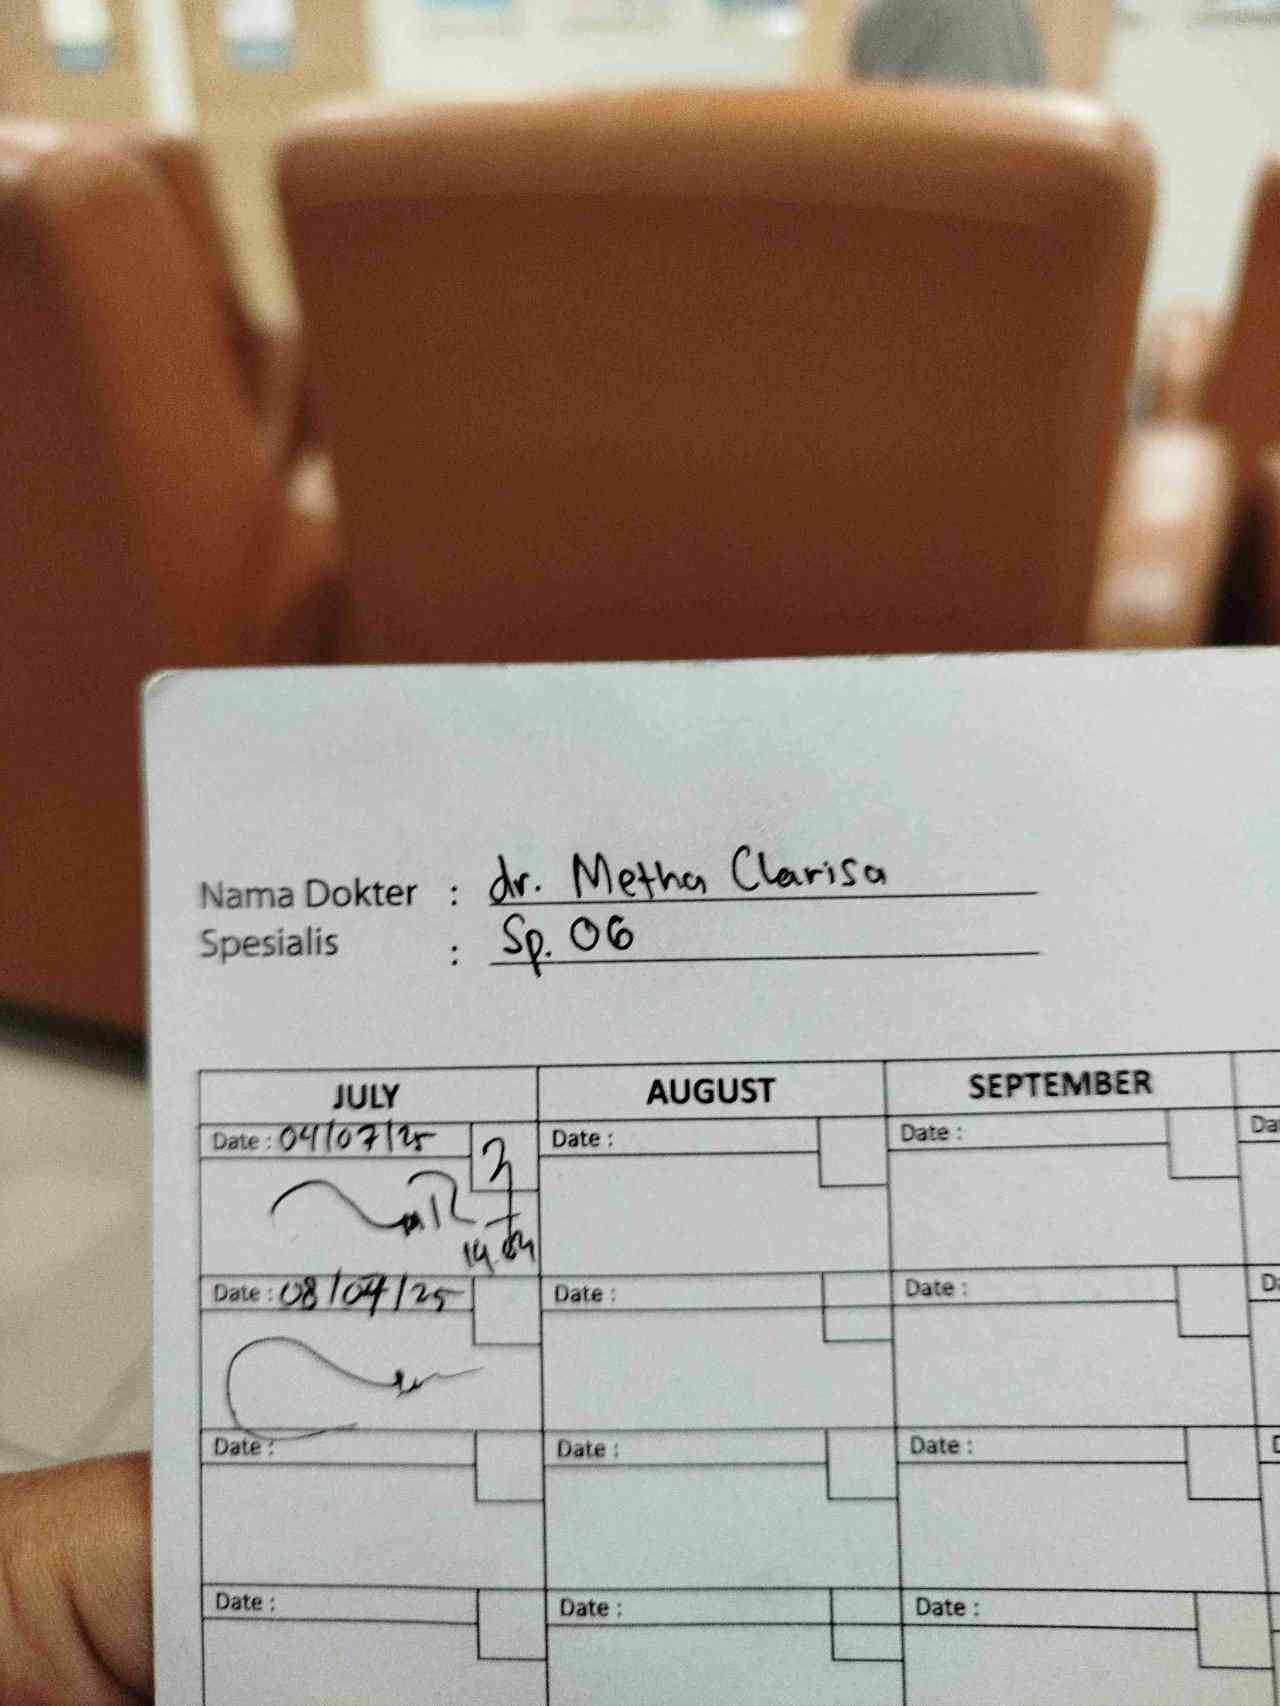 Nama Dokter : dr. Metha Clarisa
Spesialis : Sp. OG
JULY AUGUST SEPTEMBER
Date : 04/07/25 Date : Date :
14.04
Date : 08/04/25 Date : Date :
Date : Date : Date :
Date : Date : Date :